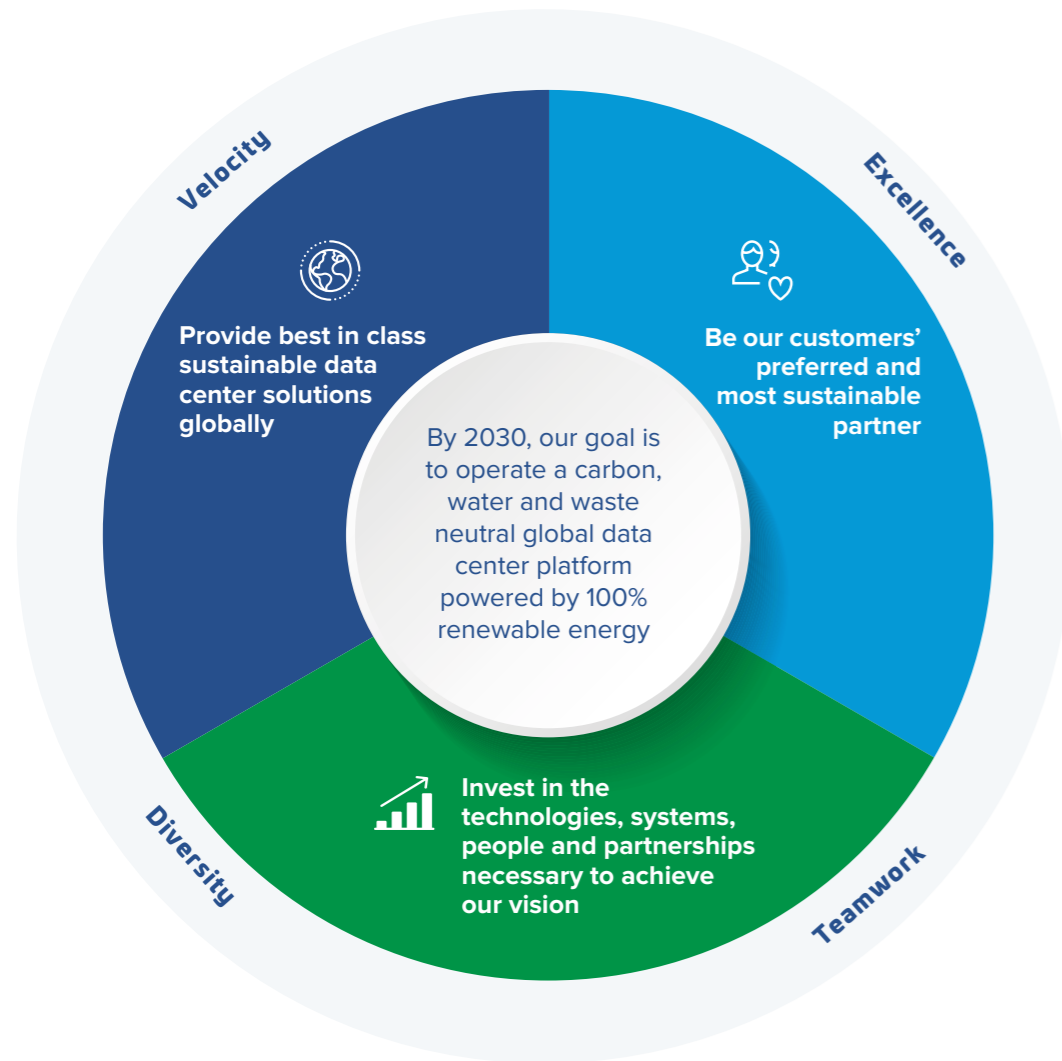 Velocity
Excellence
Provide best in class
sustainable data
center solutions
globally
Be our customers’
preferred and
most sustainable
partner
By 2030, our goal is
to operate a carbon,
water and waste
neutral global data
center platform
powered by 100%
renewable energy
Invest in the
technologies, systems,
people and partnerships
necessary to achieve
our vision
Diversity
Teamwork